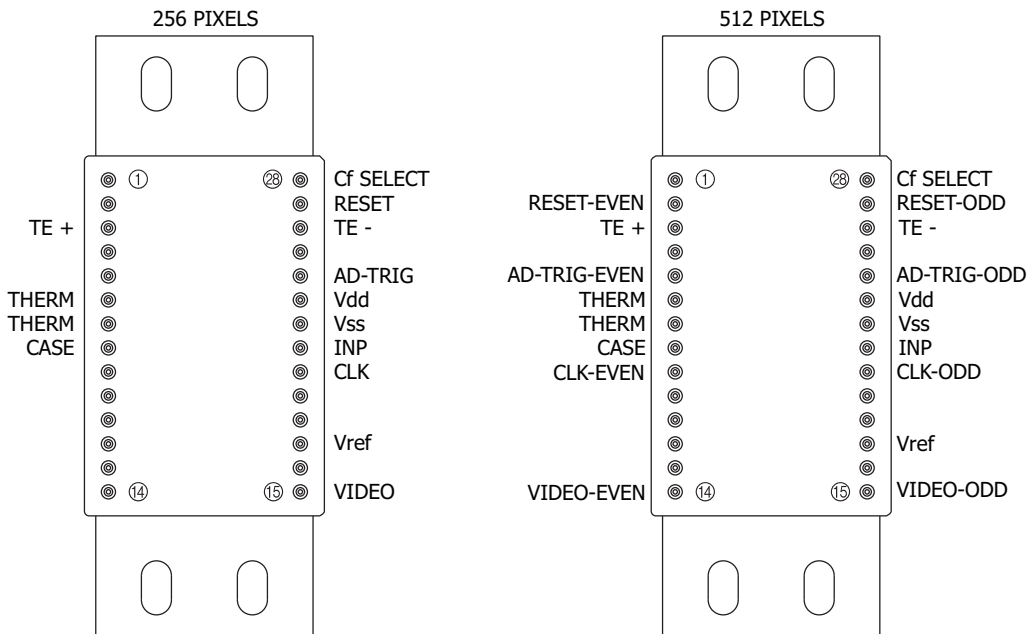 256 PIXELS
① ㉘ Cf SELECT
RESET
TE + TE -
AD-TRIG
THERM Vdd
THERM Vss
CASE INP
CLK
Vref
⑭ ⑮ VIDEO
512 PIXELS
① ㉘ Cf SELECT
RESET-EVEN RESET-ODD
TE + TE -
AD-TRIG-EVEN AD-TRIG-ODD
THERM Vdd
THERM Vss
CASE INP
CLK-EVEN CLK-ODD
Vref
VIDEO-EVEN ⑭ ⑮ VIDEO-ODD